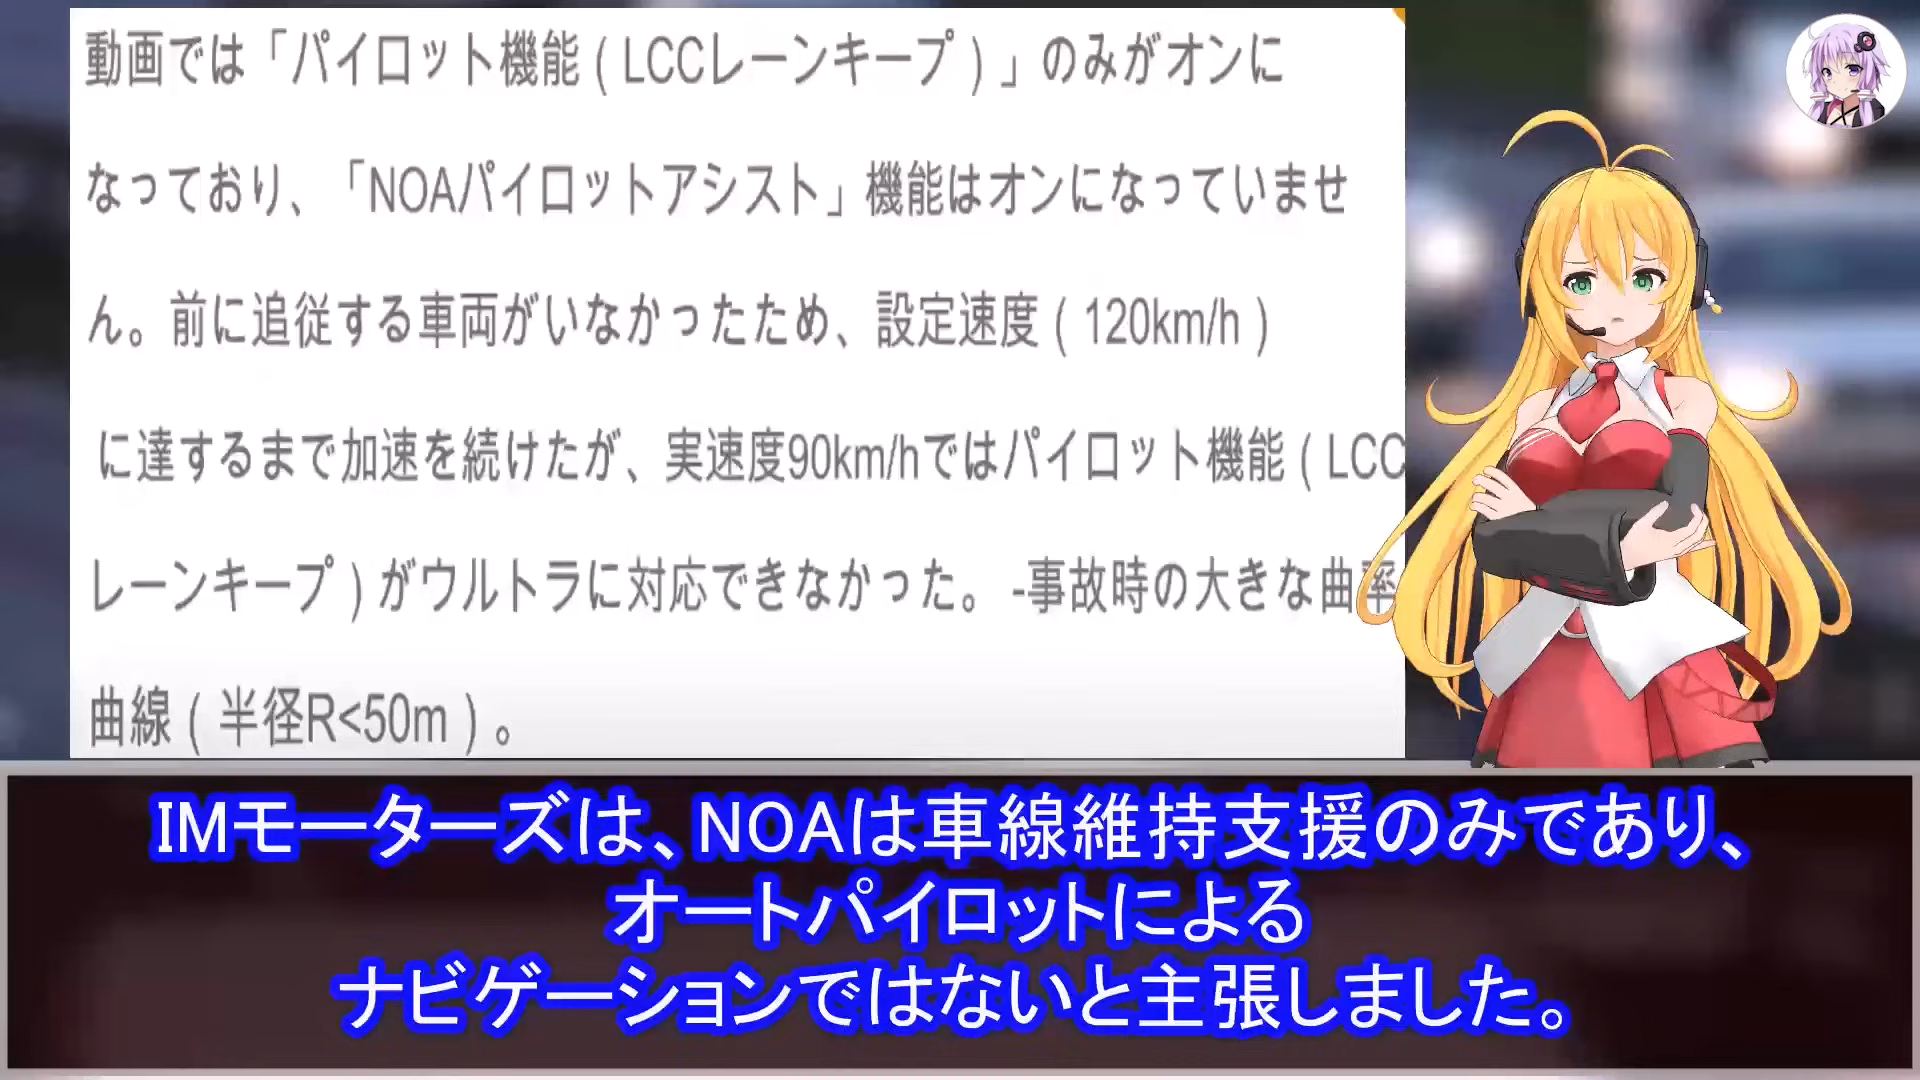 動画では「パイロット機能（LCCレーンキープ）」のみがオンに
なっており、「NOAパイロットアシスト」機能はオンになっていませ
ん。前に追従する車両がいなかったため、設定速度（120km/h）
に達するまで加速を続けたが、実速度90km/hではパイロット機能（LCC
レーンキープ）がウルトラに対応できなかった。-事故時の大きな曲率
曲線（半径R<50m）。
IMモーターズは、NOAは車線維持支援のみであり、
オートパイロットによる
ナビゲーションではないと主張しました。